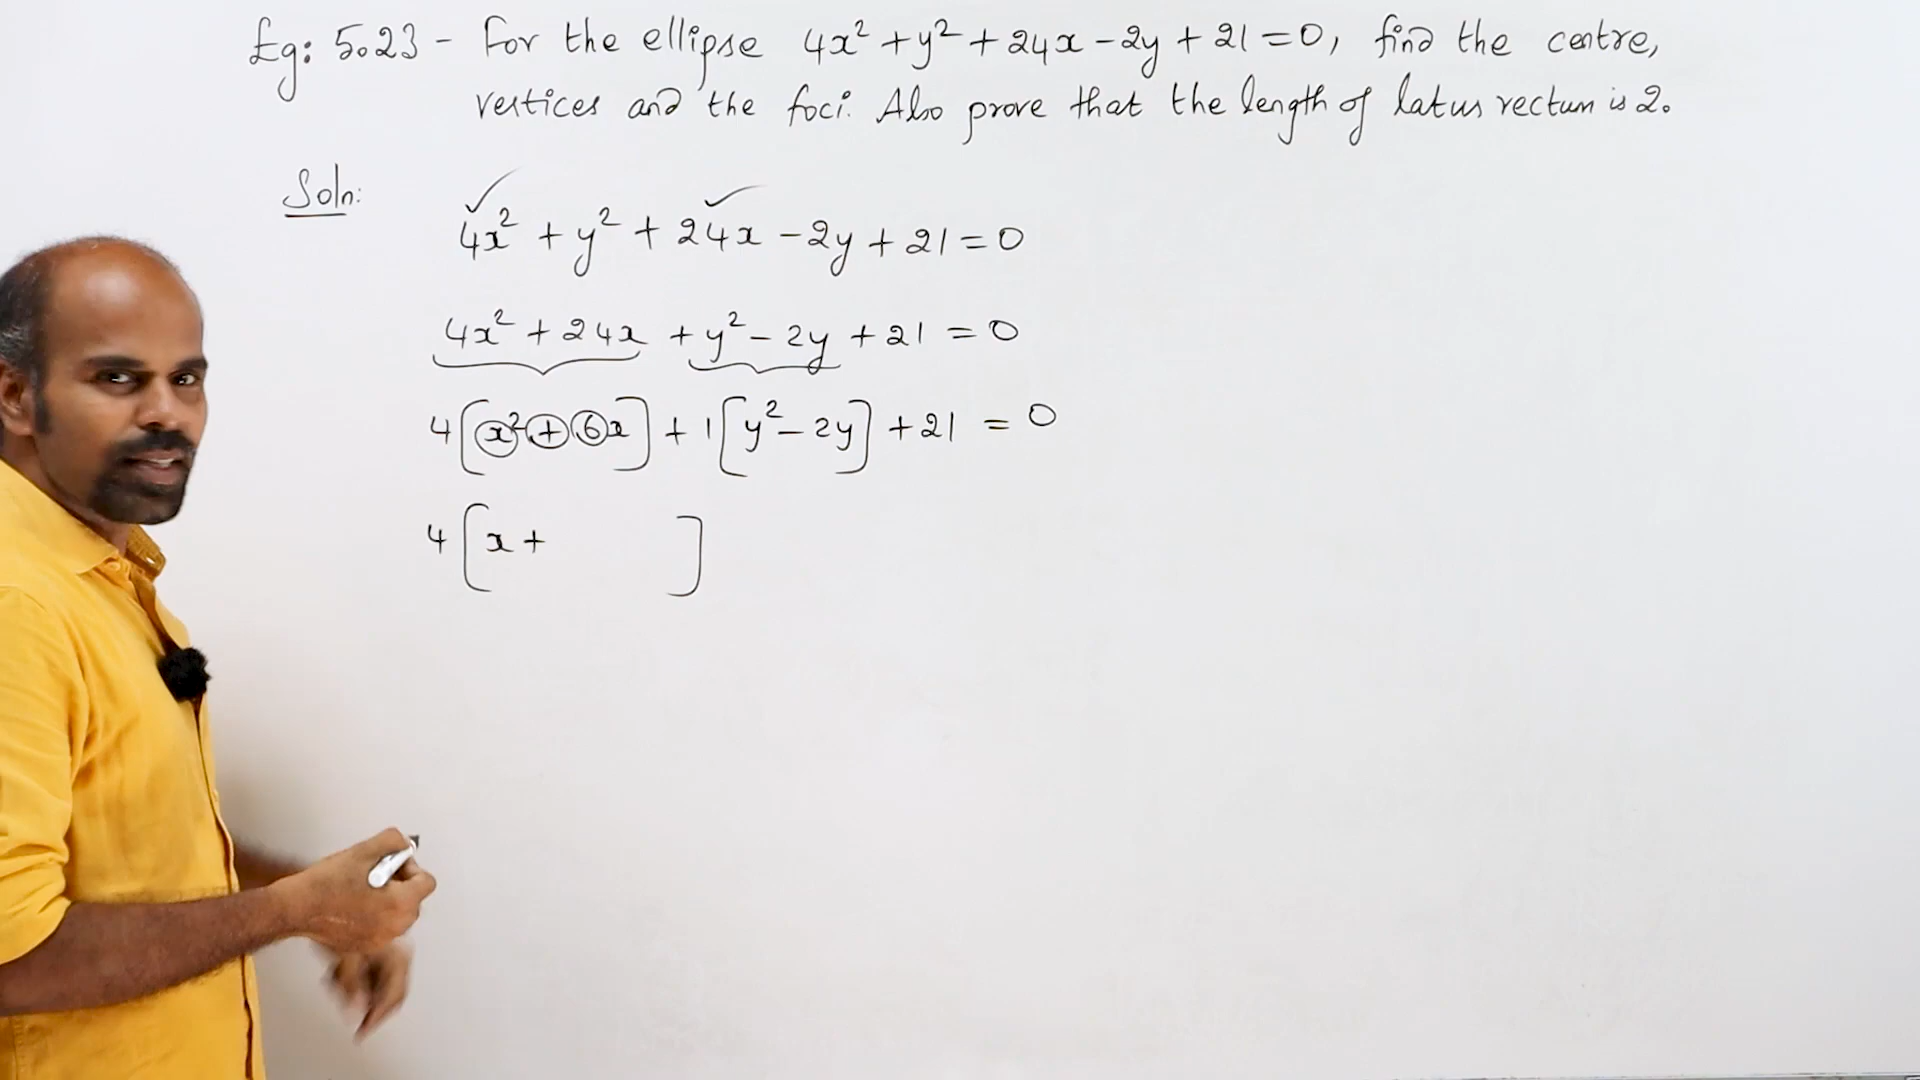 Eg: 5.23 - For the ellipse 4x² + y² + 24x - 2y + 21 = 0, find the centre,
vertices and the foci. Also prove that the length of latus rectum is 2.
Soln:
4x² + y² + 24x - 2y + 21 = 0
4x² + 24x + y² - 2y + 21 = 0
4[x² + 6x] + 1[y² - 2y] + 21 = 0
4[x + ]